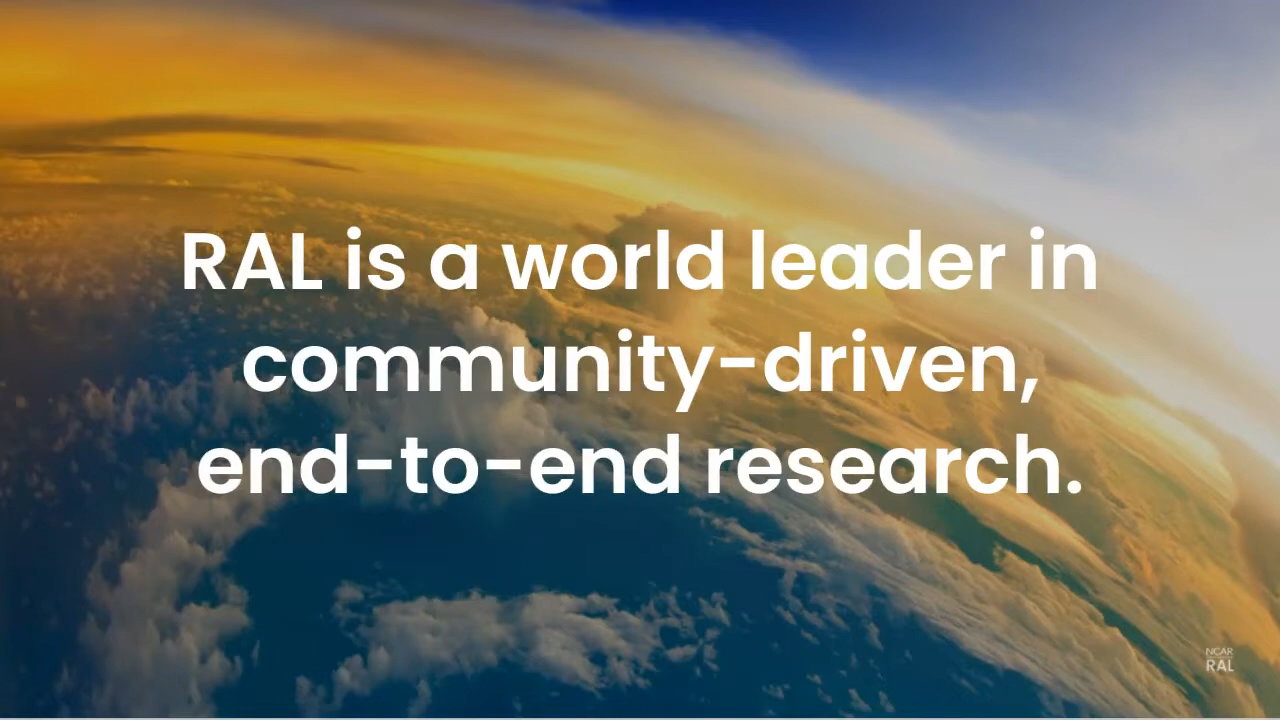 RAL is a world leader in
community-driven,
end-to-end research.
NCAR
RAL